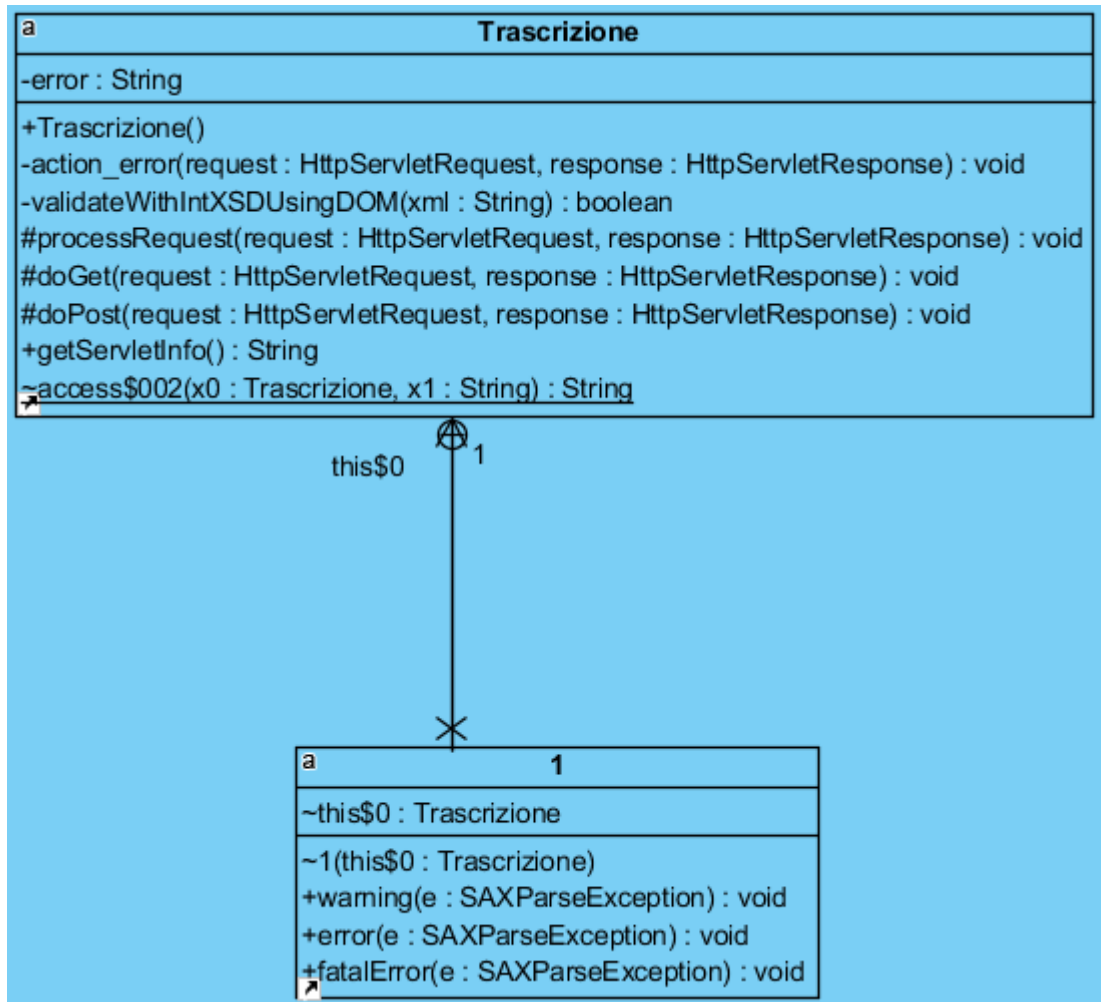 a
Trascrizione
-error : String
+Trascrizione()
-action_error(request : HttpServletRequest, response : HttpServletResponse) : void
-validateWithIntXSDUsingDOM(xml : String) : boolean
#processRequest(request : HttpServletRequest, response : HttpServletResponse) : void
#doGet(request : HttpServletRequest, response : HttpServletResponse) : void
#doPost(request : HttpServletRequest, response : HttpServletResponse) : void
+getServletInfo() : String
~access$002(x0 : Trascrizione, x1 : String) : String
1
this$0
a
1
~this$0 : Trascrizione
~1(this$0 : Trascrizione)
+warning(e : SAXParseException) : void
+error(e : SAXParseException) : void
+fatalError(e : SAXParseException) : void